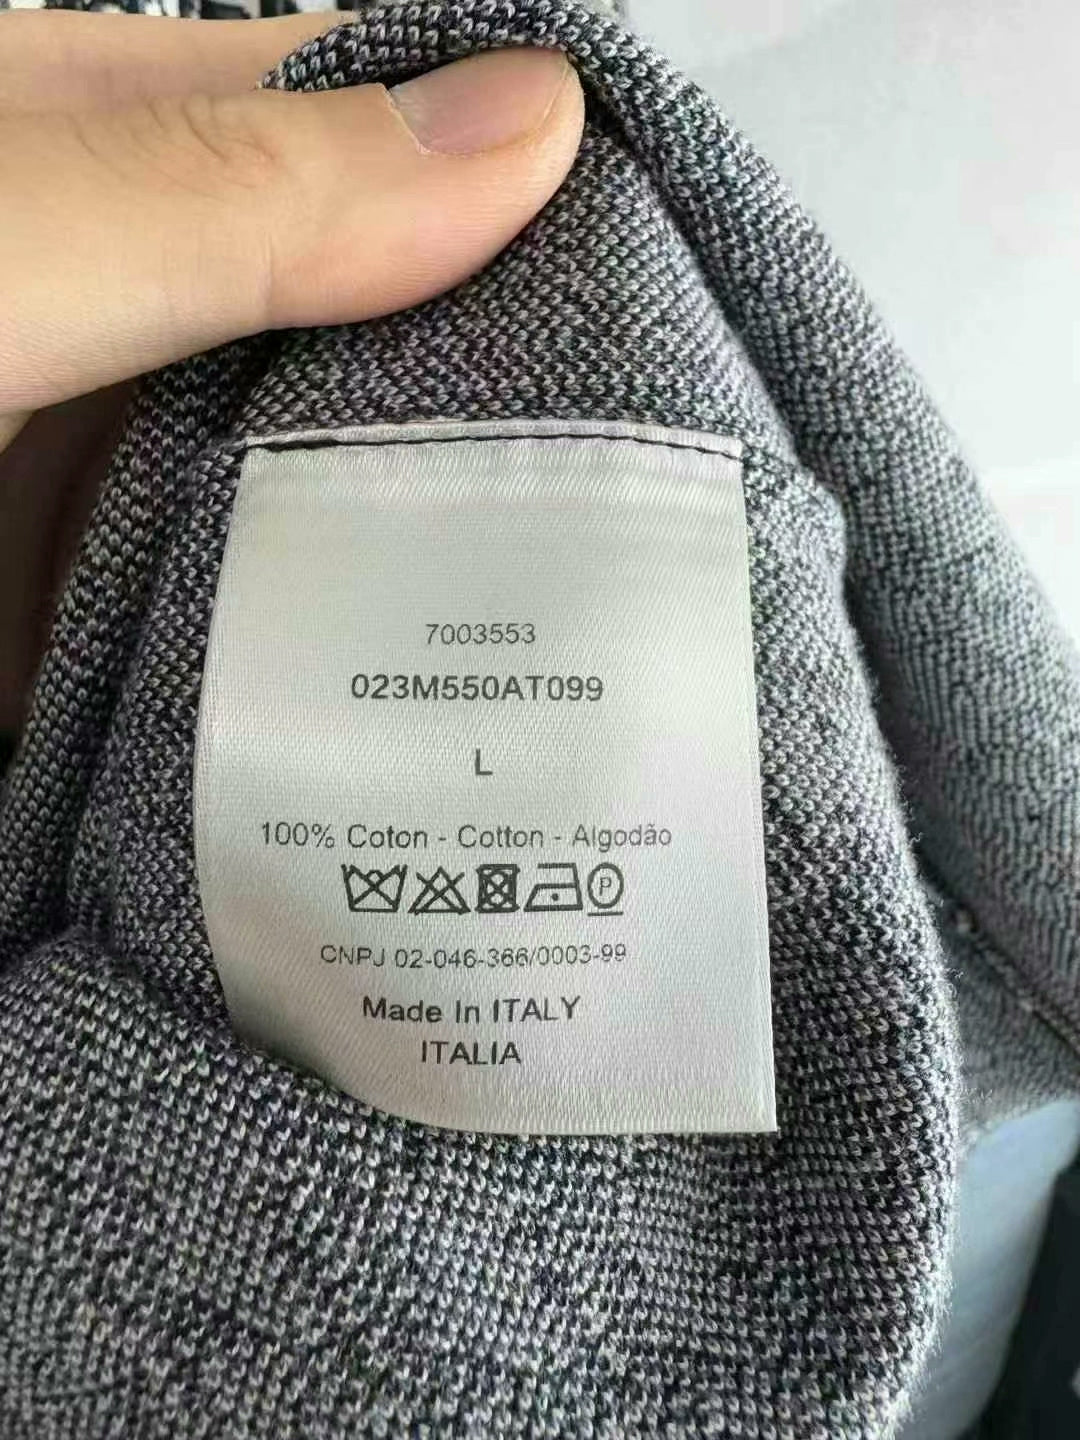 7003553
023M550AT099
L
100% Coton - Cotton - Algodão
P
CNPJ 02-046-366/0003-99
Made In ITALY
ITALIA